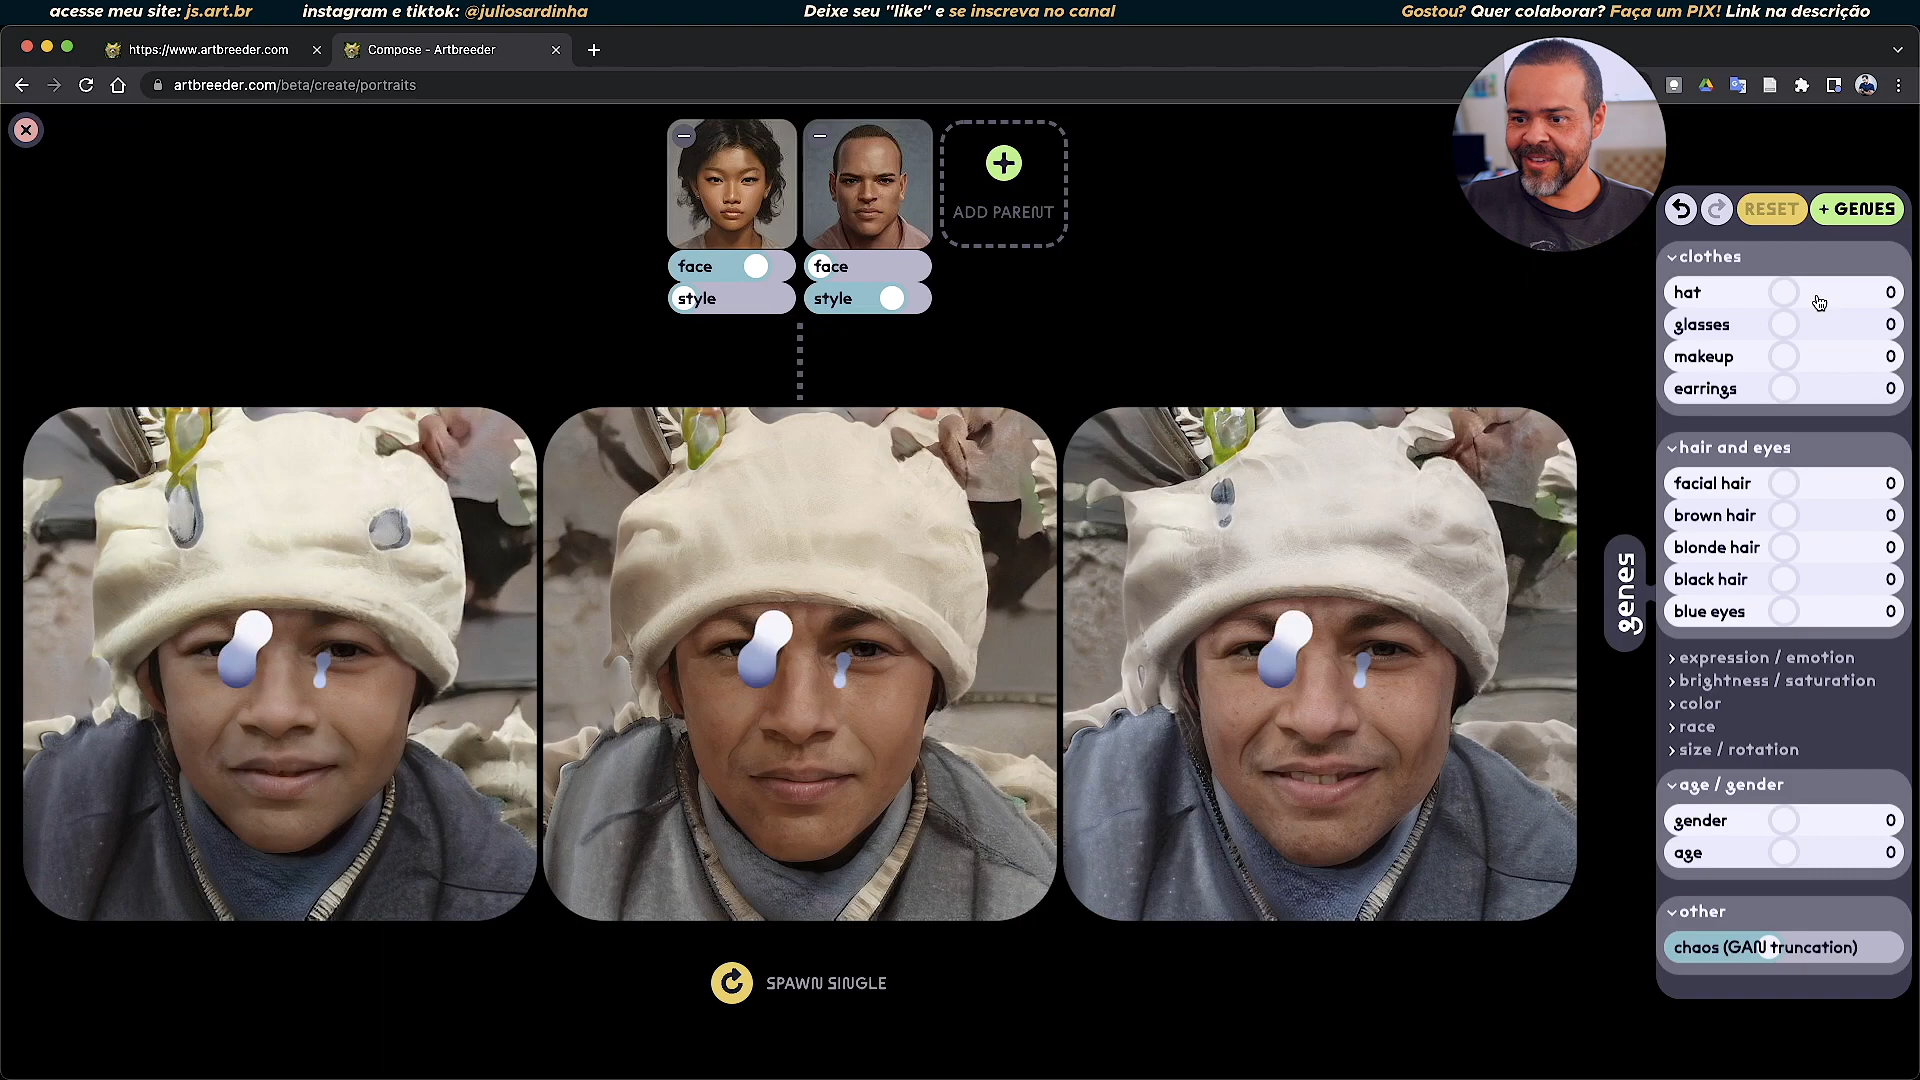 acesse meu site: js.art.br
instagram e tiktok: @juliosardinha
Deixe seu "like" e se inscreva no canal
Gostou? Quer colaborar? Faça um PIX! Link na descrição
https://www.artbreeder.com
Compose - Artbreeder
artbreeder.com/beta/create/portraits
ADD PARENT
face
face
style
style
RESET
+ GENES
clothes
hat 0
glasses 0
makeup 0
earrings 0
hair and eyes
facial hair 0
brown hair 0
blonde hair 0
black hair 0
blue eyes 0
genes
expression / emotion
brightness / saturation
color
race
size / rotation
age / gender
gender 0
age 0
other
chaos (GAN truncation)
SPAWN SINGLE